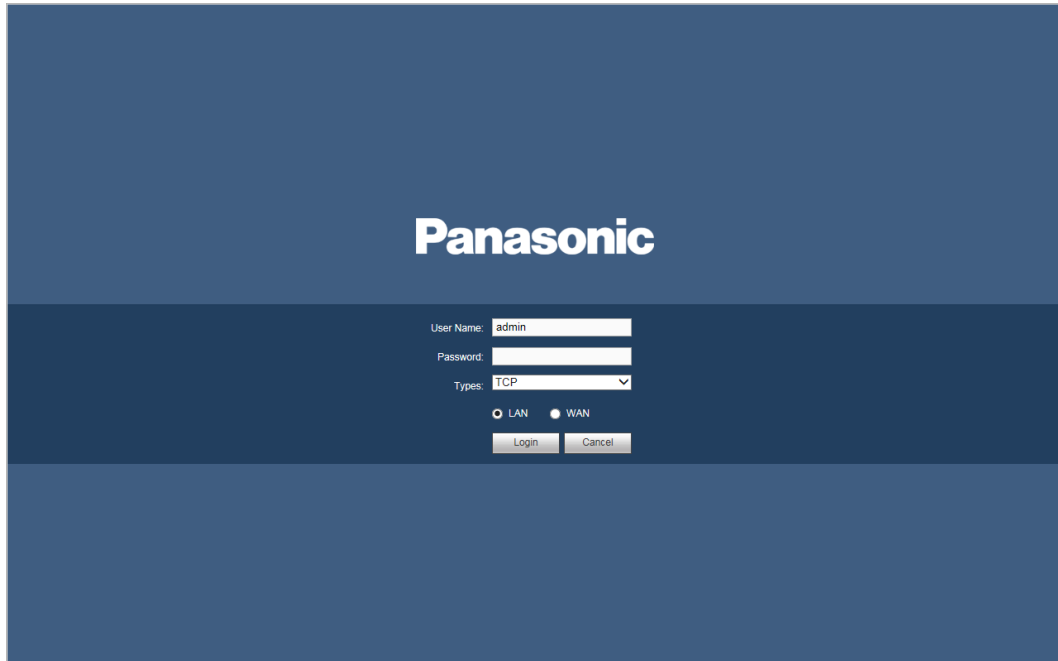 Panasonic
User Name: admin
Password:
Types: TCP
LAN WAN
Login Cancel